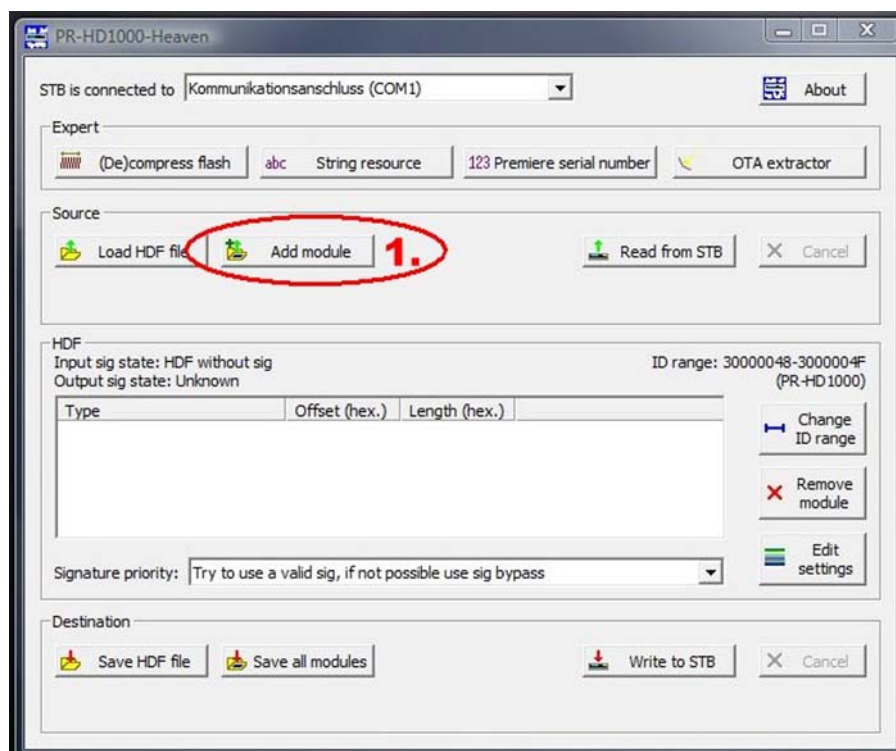 PR-HD1000-Heaven
STB is connected to Kommunikationsanschluss (COM1) About
Expert
(De)compress flash abc String resource 123 Premiere serial number OTA extractor
Source
Load HDF file Add module 1. Read from STB Cancel
HDF
Input sig state: HDF without sig ID range: 30000048-3000004F
Output sig state: Unknown (PR-HD1000)
Type Offset (hex.) Length (hex.)
Change
ID range
Remove
module
Edit
settings
Signature priority: Try to use a valid sig, if not possible use sig bypass
Destination
Save HDF file Save all modules Write to STB Cancel